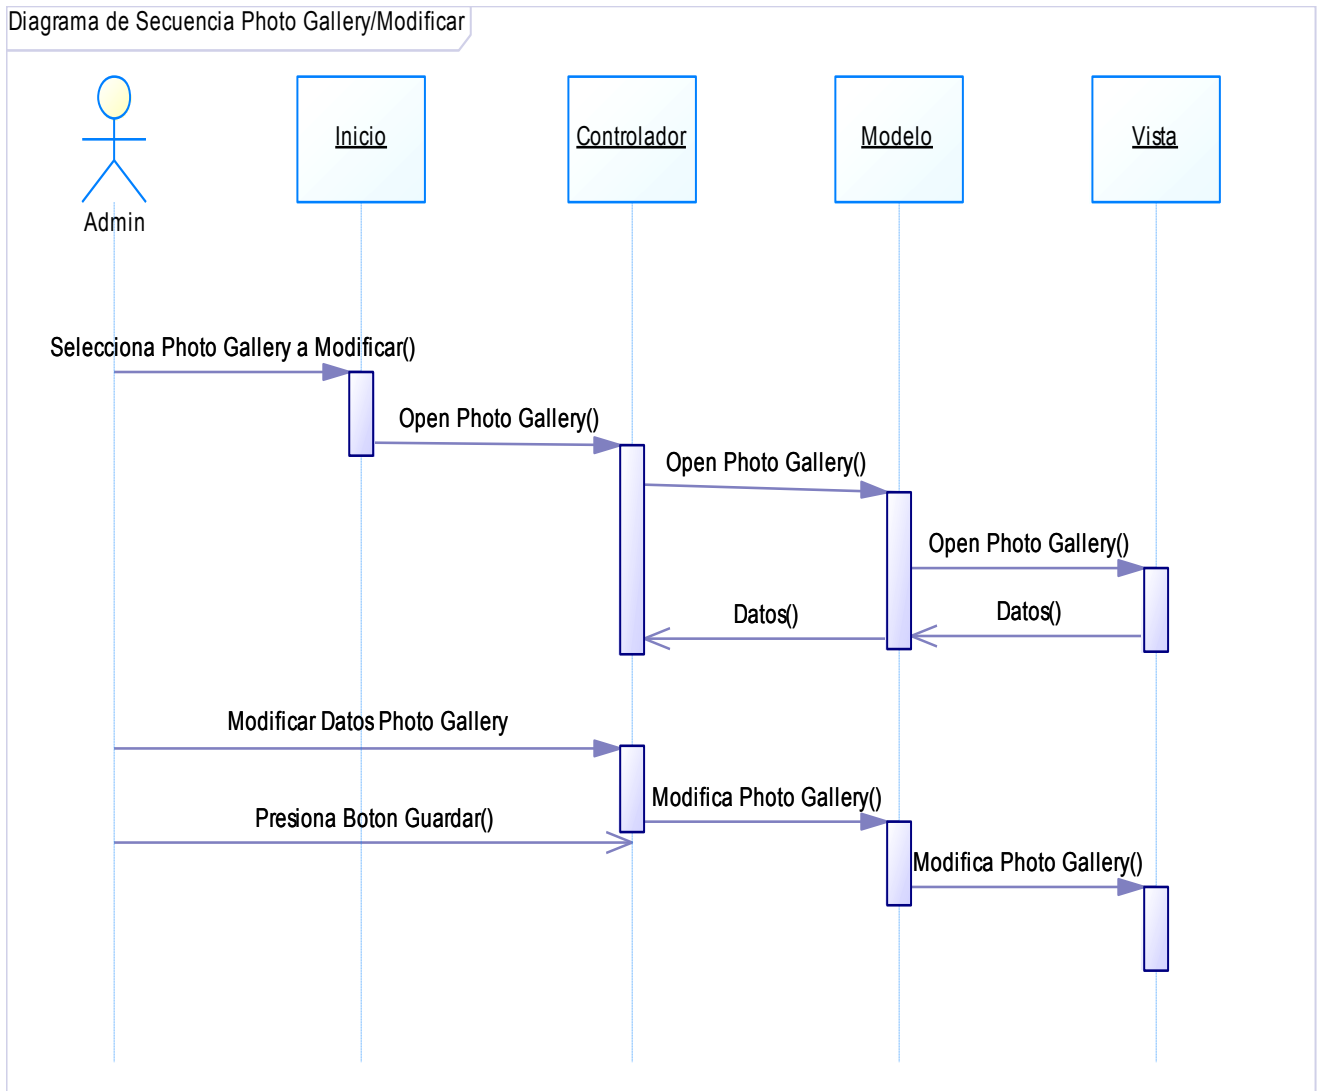 Diagrama de Secuencia Photo Gallery/Modificar
Inicio
Controlador
Modelo
Vista
Admin
Selecciona Photo Gallery a Modificar()
Open Photo Gallery()
Open Photo Gallery()
Open Photo Gallery()
Datos()
Datos()
Modificar Datos Photo Gallery
Modifica Photo Gallery()
Presiona Boton Guardar()
Modifica Photo Gallery()